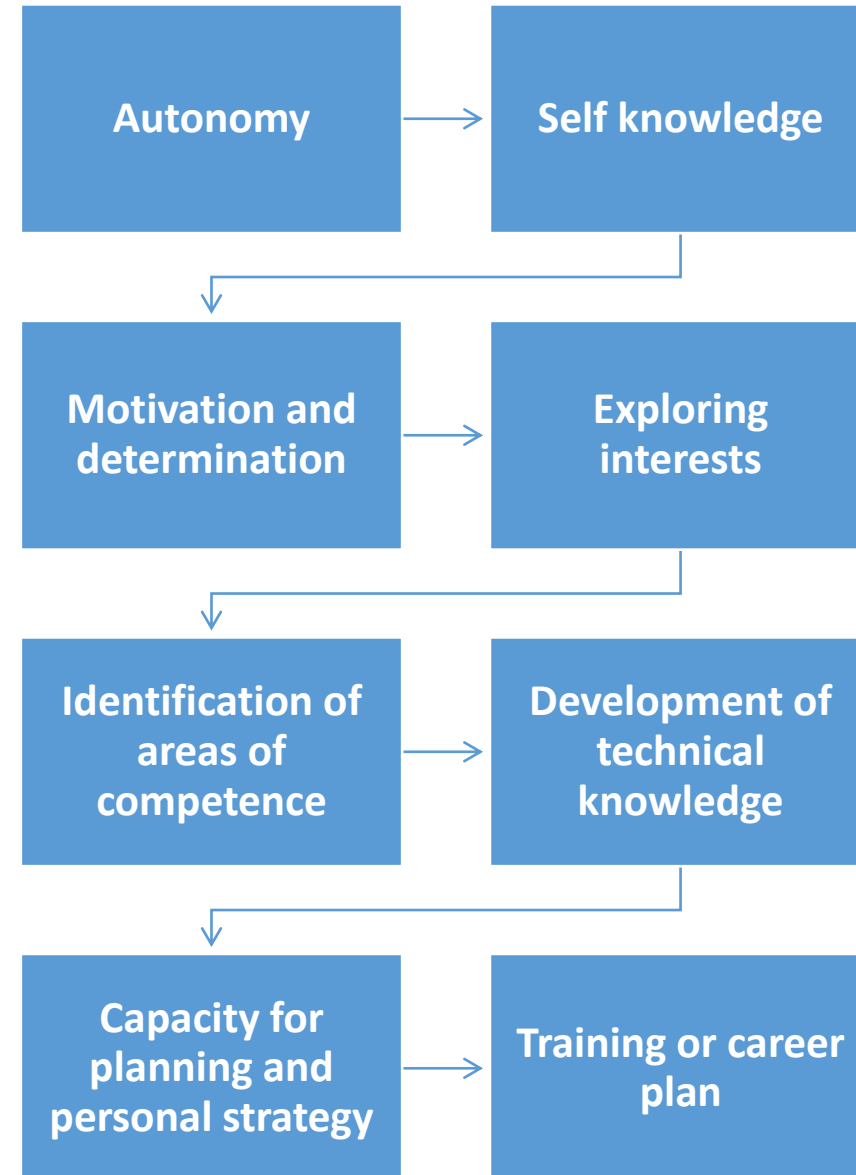 Autonomy
Self knowledge
Motivation and
determination
Exploring
interests
Identification of
areas of
competence
Development of
technical
knowledge
Capacity for
planning and
personal strategy
Training or career
plan